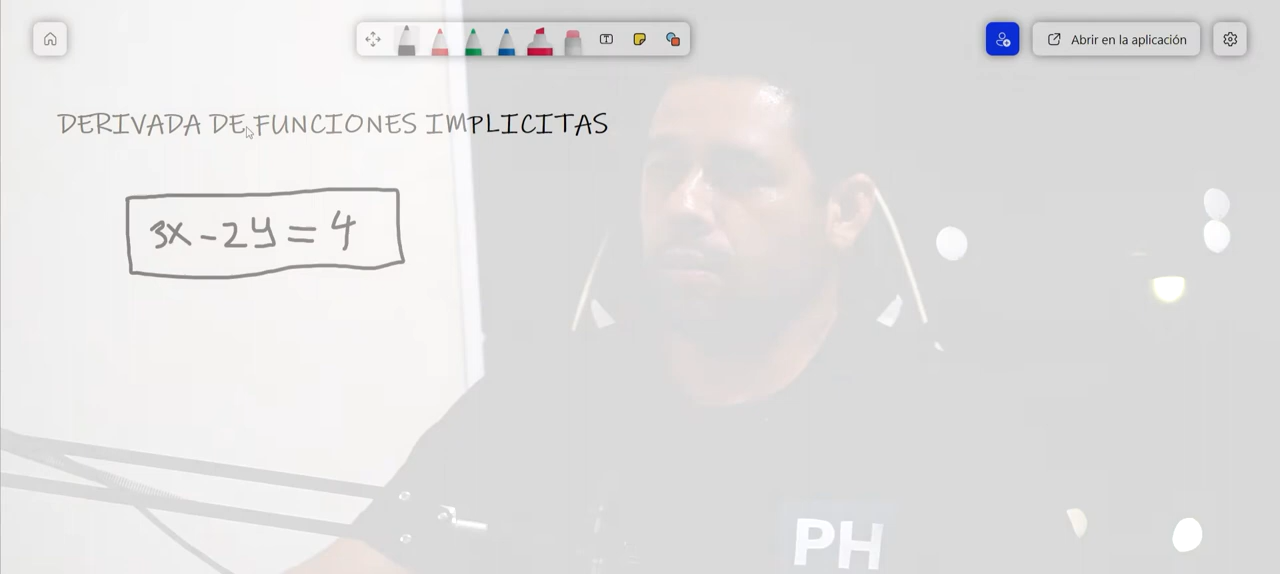 Abrir en la aplicación
DERIVADA DE FUNCIONES IMPLICITAS
3x - 2y = 4
PH